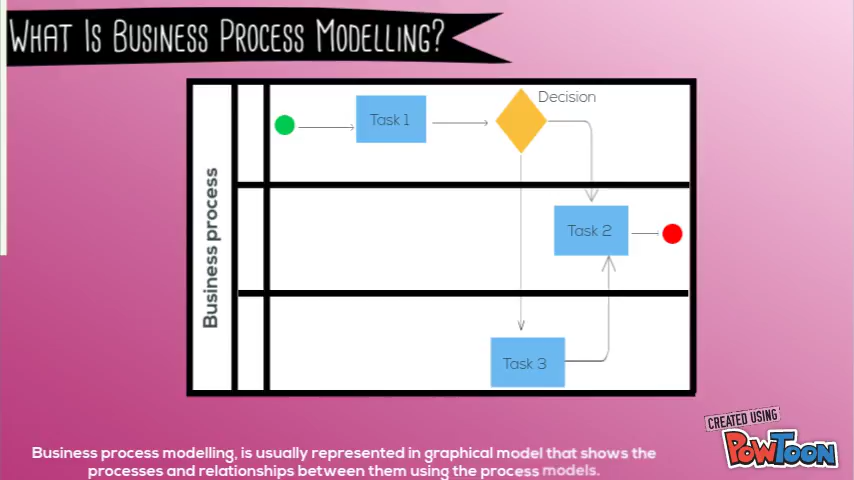 What Is Business Process Modelling?
Decision
Task 1
Business process
Task 2
Task 3
CREATED USING
POWTOON
Business process modelling, is usually represented in graphical model that shows the
processes and relationships between them using the process models.